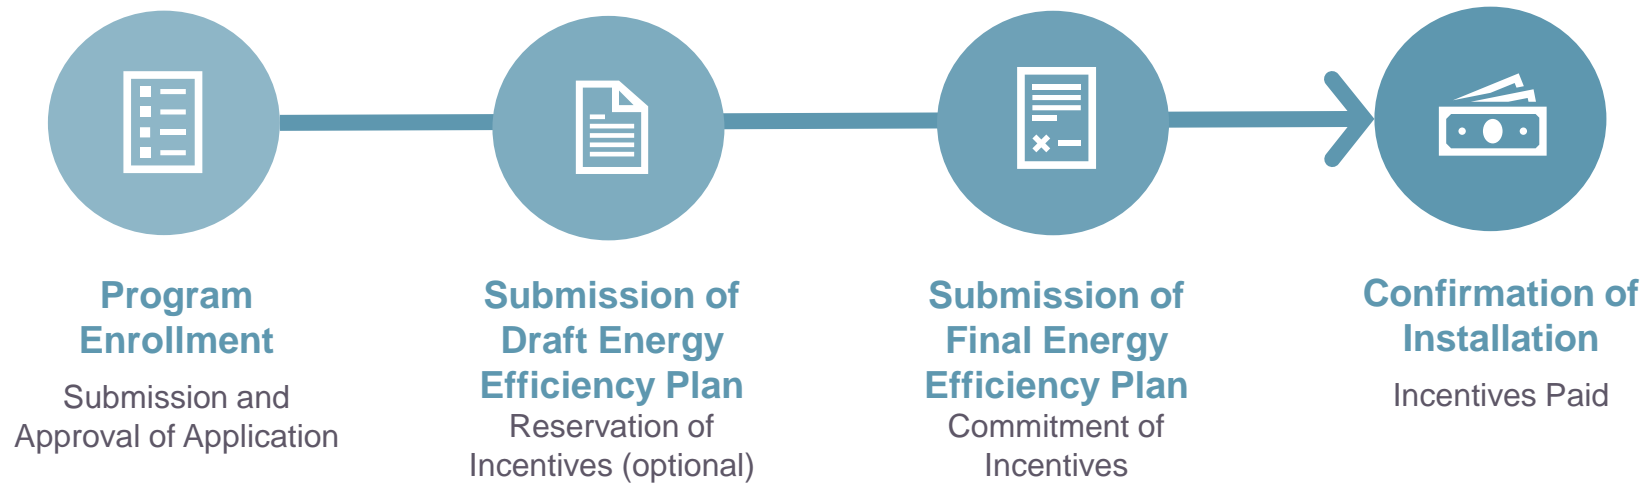 Program
Enrollment
Submission and
Approval of Application
Submission of
Draft Energy
Efficiency Plan
Reservation of
Incentives (optional)
Submission of
Final Energy
Efficiency Plan
Commitment of
Incentives
Confirmation of
Installation
Incentives Paid